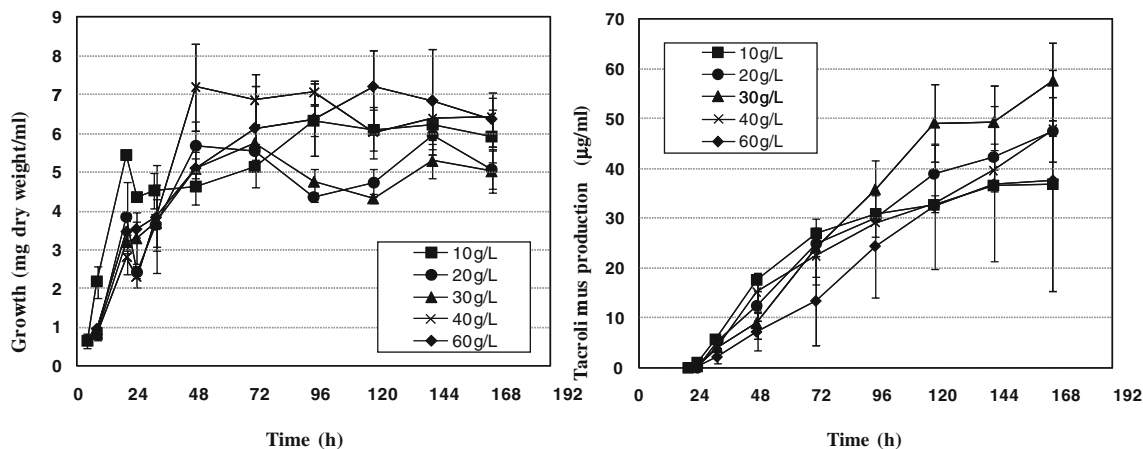 9
8
7
6
5
4
3
2
1
0
Growth (mg dry weight/ml)
10g/L
20g/L
30g/L
40g/L
60g/L
0 24 48 72 96 120 144 168 192
Time (h)
70
60
50
40
30
20
10
0
Tacroli mus production (µg/ml)
10g/L
20g/L
30g/L
40g/L
60g/L
0 24 48 72 96 120 144 168 192
Time (h)